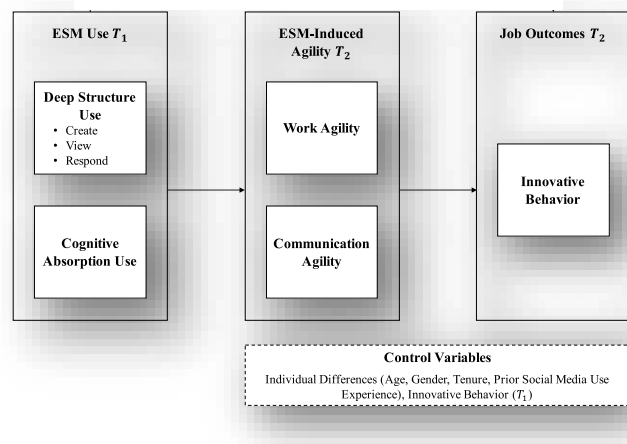 ESM Use T₁
Deep Structure
Use
• Create
• View
• Respond
Cognitive
Absorption Use
ESM-Induced
Agility T₂
Work Agility
Communication
Agility
Job Outcomes T₂
Innovative
Behavior
Control Variables
Individual Differences (Age, Gender, Tenure, Prior Social Media Use
Experience), Innovative Behavior (T₁)